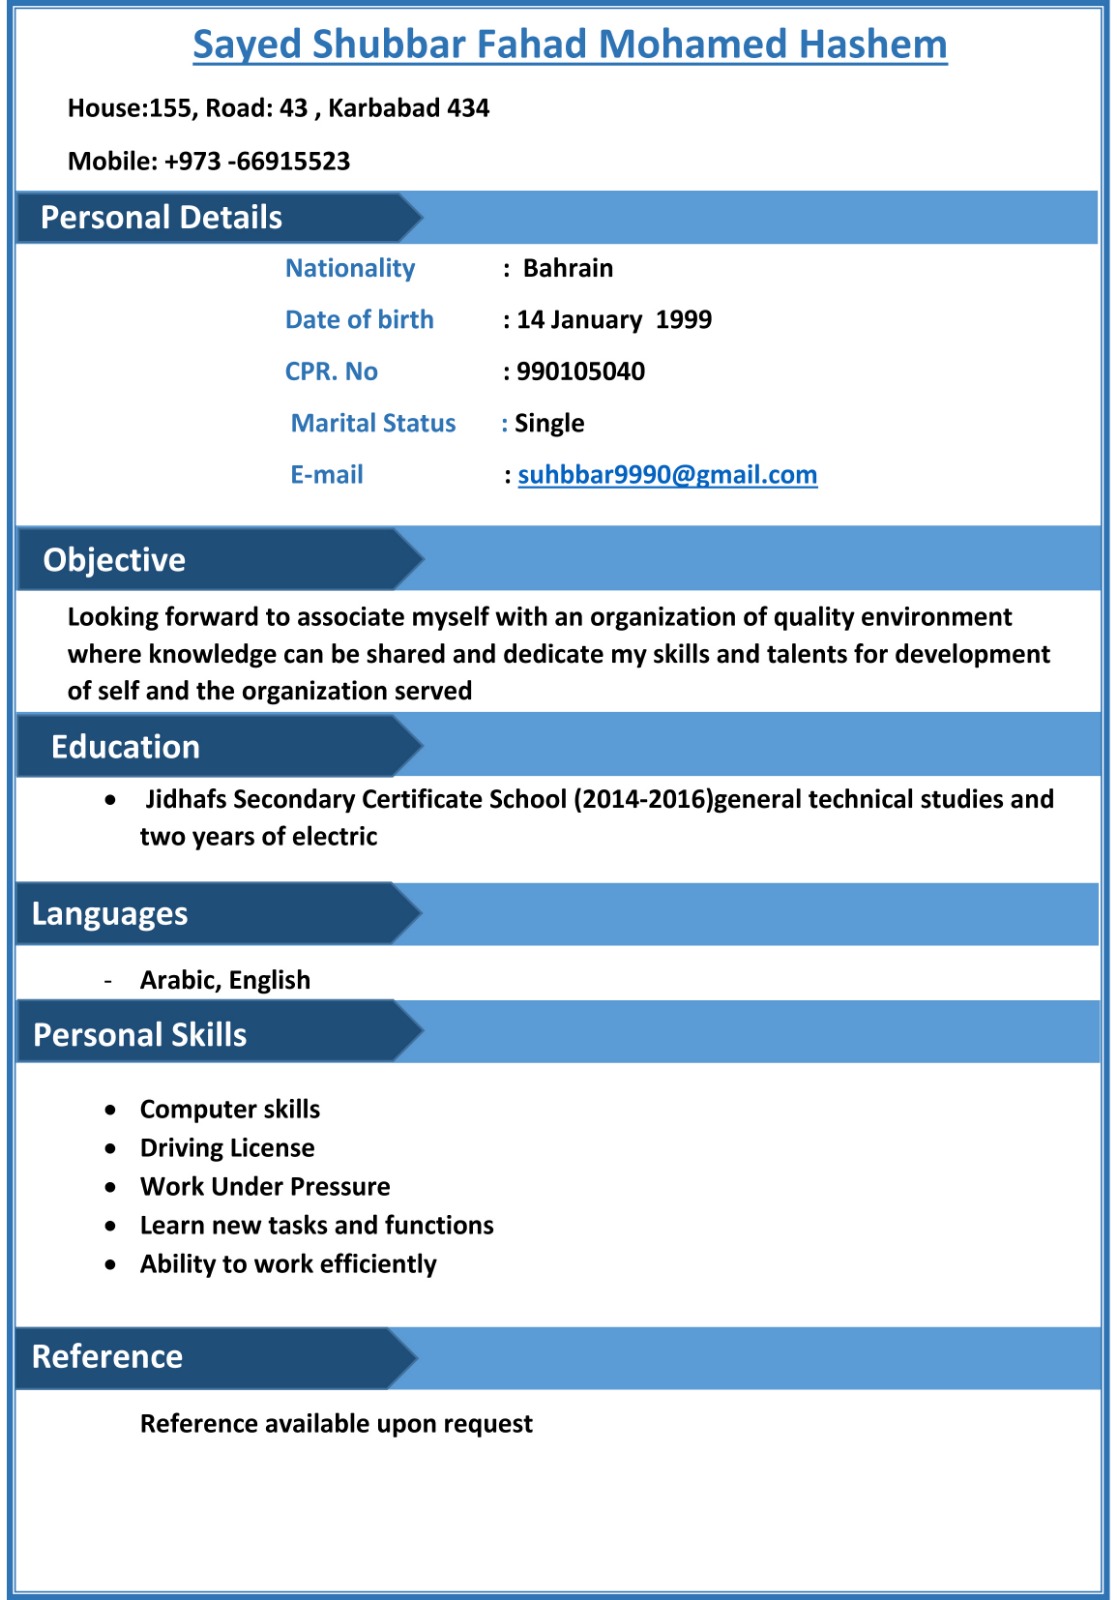 Sayed Shubbar Fahad Mohamed Hashem
House:155, Road: 43 , Karbabad 434
Mobile: +973 -66915523
Personal Details
Nationality : Bahrain
Date of birth : 14 January 1999
CPR. No : 990105040
Marital Status : Single
E-mail : suhbbar9990@gmail.com
Objective
Looking forward to associate myself with an organization of quality environment
where knowledge can be shared and dedicate my skills and talents for development
of self and the organization served
Education
• Jidhafs Secondary Certificate School (2014-2016)general technical studies and
two years of electric
Languages
- Arabic, English
Personal Skills
• Computer skills
• Driving License
• Work Under Pressure
• Learn new tasks and functions
• Ability to work efficiently
Reference
Reference available upon request